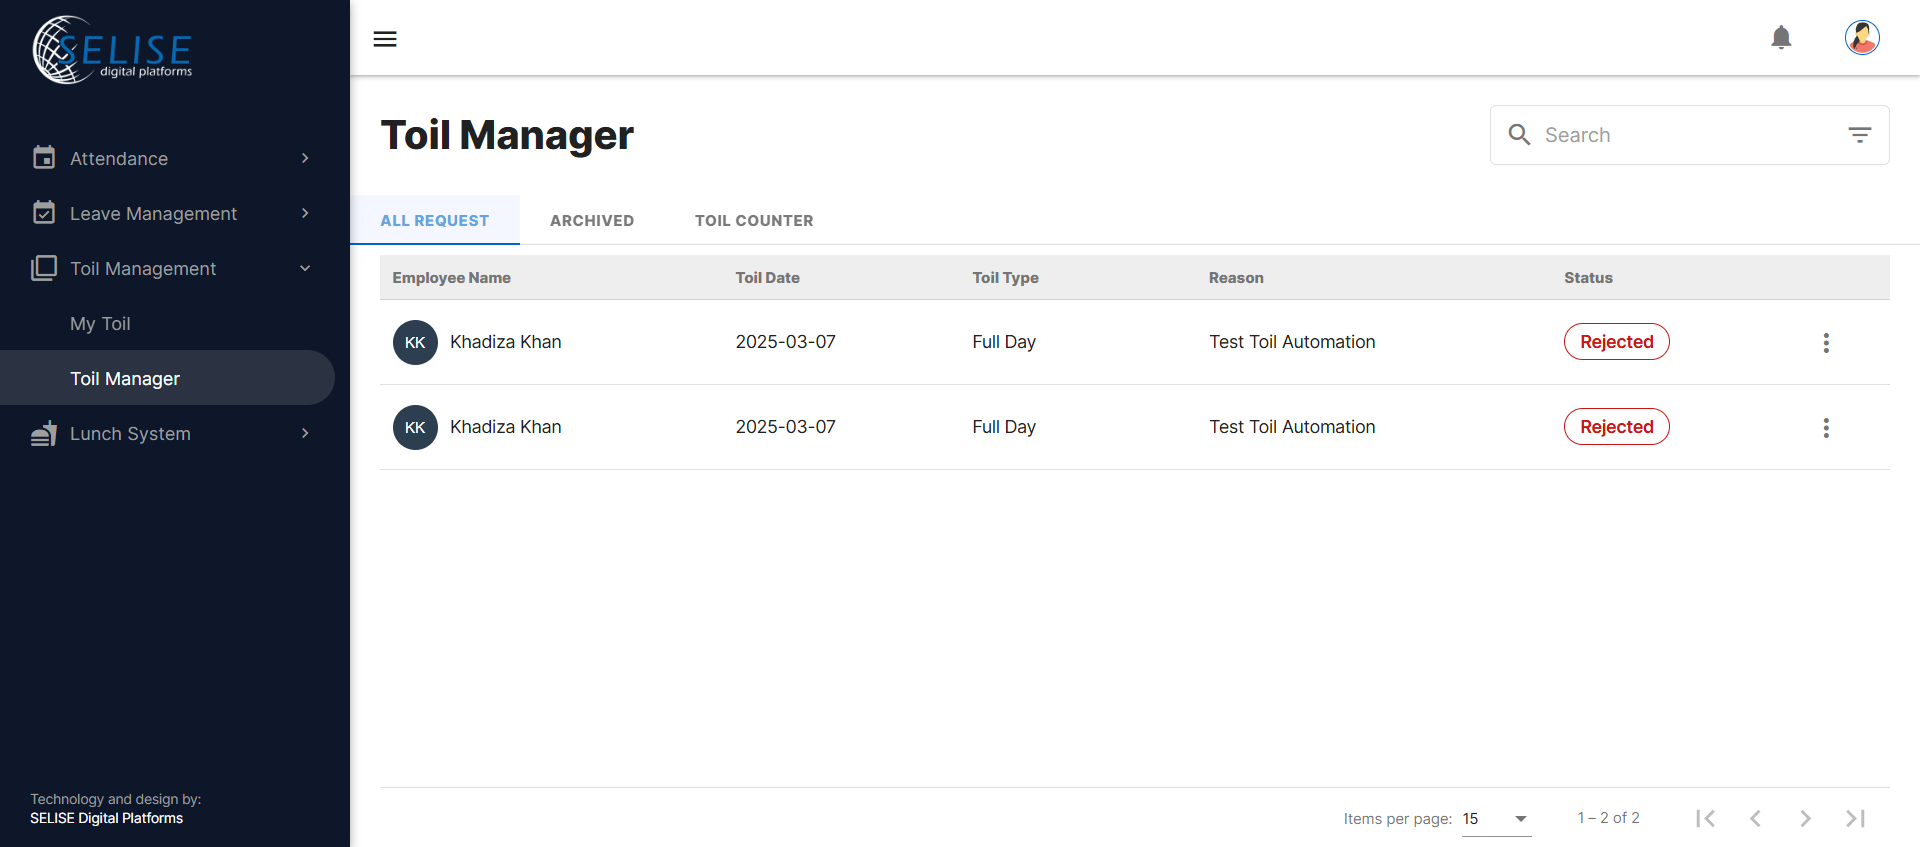 SELISE
digital platforms
Attendance
Leave Management
Toil Management
My Toil
Toil Manager
Lunch System
Technology and design by:
SELISE Digital Platforms
Toil Manager
Search
ALL REQUEST
ARCHIVED
TOIL COUNTER
Employee Name Toil Date Toil Type Reason Status
KK Khadiza Khan 2025-03-07 Full Day Test Toil Automation Rejected
KK Khadiza Khan 2025-03-07 Full Day Test Toil Automation Rejected
Items per page: 15 1 – 2 of 2